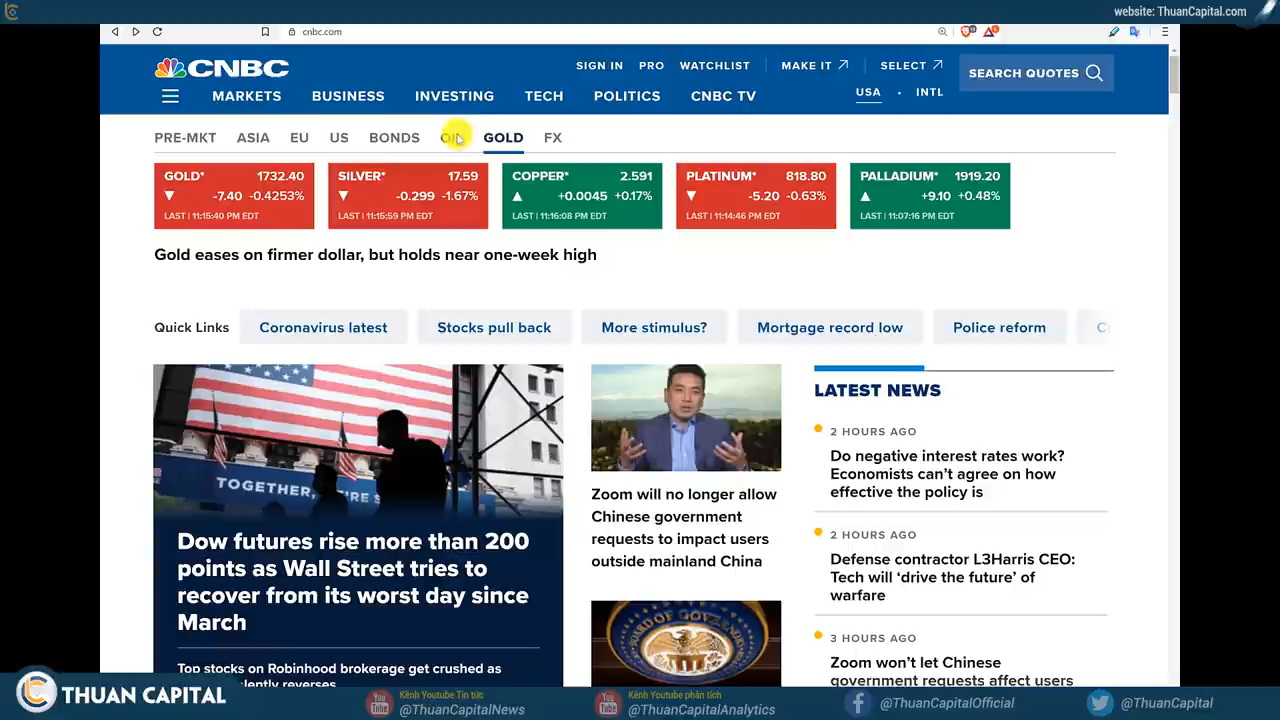 website: ThuanCapital.com
cnbc.com
CNBC
SIGN IN PRO WATCHLIST MAKE IT SELECT
SEARCH QUOTES
MARKETS BUSINESS INVESTING TECH POLITICS CNBC TV
USA · INTL
PRE-MKT ASIA EU US BONDS OIL GOLD FX
GOLD* 1732.40
-7.40 -0.4253%
LAST | 11:15:40 PM EDT
SILVER* 17.59
-0.299 -1.67%
LAST | 11:15:59 PM EDT
COPPER* 2.591
+0.0045 +0.17%
LAST | 11:16:08 PM EDT
PLATINUM* 818.80
-5.20 -0.63%
LAST | 11:14:46 PM EDT
PALLADIUM* 1919.20
+9.10 +0.48%
LAST | 11:07:16 PM EDT
Gold eases on firmer dollar, but holds near one-week high
Quick Links
Coronavirus latest
Stocks pull back
More stimulus?
Mortgage record low
Police reform
TOGETHER,
Dow futures rise more than 200
points as Wall Street tries to
recover from its worst day since
March
Top stocks on Robinhood brokerage get crushed as
reverses
Zoom will no longer allow
Chinese government
requests to impact users
outside mainland China
BOARD OF
LATEST NEWS
2 HOURS AGO
Do negative interest rates work?
Economists can't agree on how
effective the policy is
2 HOURS AGO
Defense contractor L3Harris CEO:
Tech will 'drive the future' of
warfare
3 HOURS AGO
Zoom won't let Chinese
government requests affect users
THUAN CAPITAL
You Tube
Kênh Youtube Tin tức
@ThuanCapitalNews
You Tube
Kênh Youtube phân tích
@ThuanCapitalAnalytics
@ThuanCapitalOfficial
@ThuanCapital